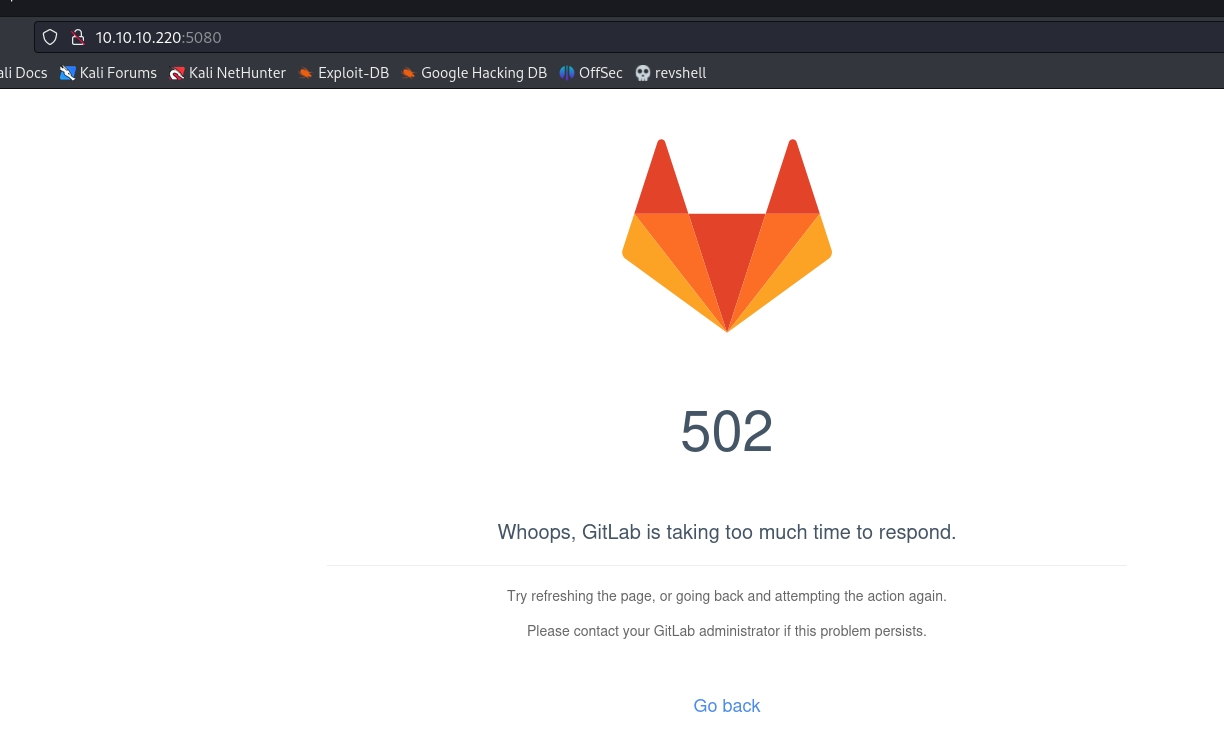 10.10.10.220:5080
ali Docs Kali Forums Kali NetHunter Exploit-DB Google Hacking DB OffSec revshell
502
Whoops, GitLab is taking too much time to respond.
Try refreshing the page, or going back and attempting the action again.
Please contact your GitLab administrator if this problem persists.
Go back